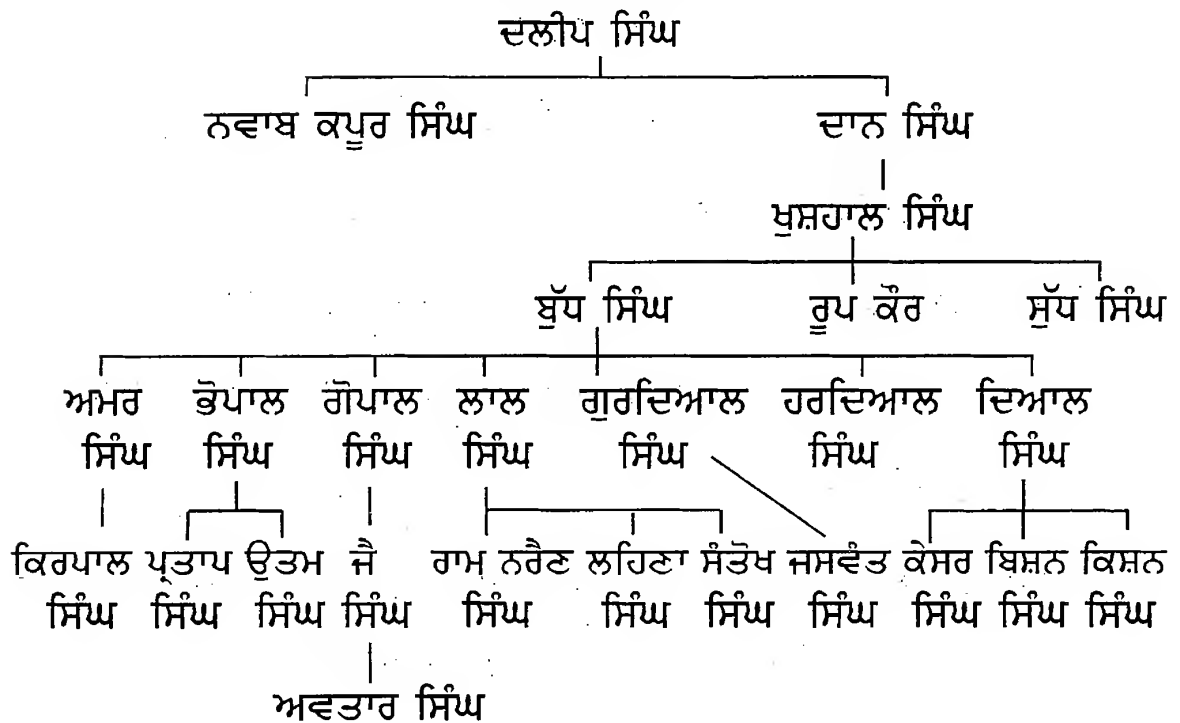 ਦਲੀਪ ਸਿੰਘ
ਨਵਾਬ ਕਪੂਰ ਸਿੰਘ ਦਾਨ ਸਿੰਘ
ਖੁਸ਼ਹਾਲ ਸਿੰਘ
ਬੁੱਧ ਸਿੰਘ ਰੂਪ ਕੌਰ ਸੁੱਧ ਸਿੰਘ
ਅਮਰ ਭੋਪਾਲ ਗੋਪਾਲ ਲਾਲ ਗੁਰਦਿਆਲ ਹਰਦਿਆਲ ਦਿਆਲ
ਸਿੰਘ ਸਿੰਘ ਸਿੰਘ ਸਿੰਘ ਸਿੰਘ ਸਿੰਘ ਸਿੰਘ
ਕਿਰਪਾਲ ਪ੍ਰਤਾਪ ਉਤਮ ਜੈ ਰਾਮ ਨਰੈਣ ਲਹਿਣਾ ਸੰਤੋਖ ਜਸਵੰਤ ਕੇਸਰ ਬਿਸ਼ਨ ਕਿਸ਼ਨ
ਸਿੰਘ ਸਿੰਘ ਸਿੰਘ ਸਿੰਘ ਸਿੰਘ ਸਿੰਘ ਸਿੰਘ ਸਿੰਘ ਸਿੰਘ ਸਿੰਘ ਸਿੰਘ
ਅਵਤਾਰ ਸਿੰਘ